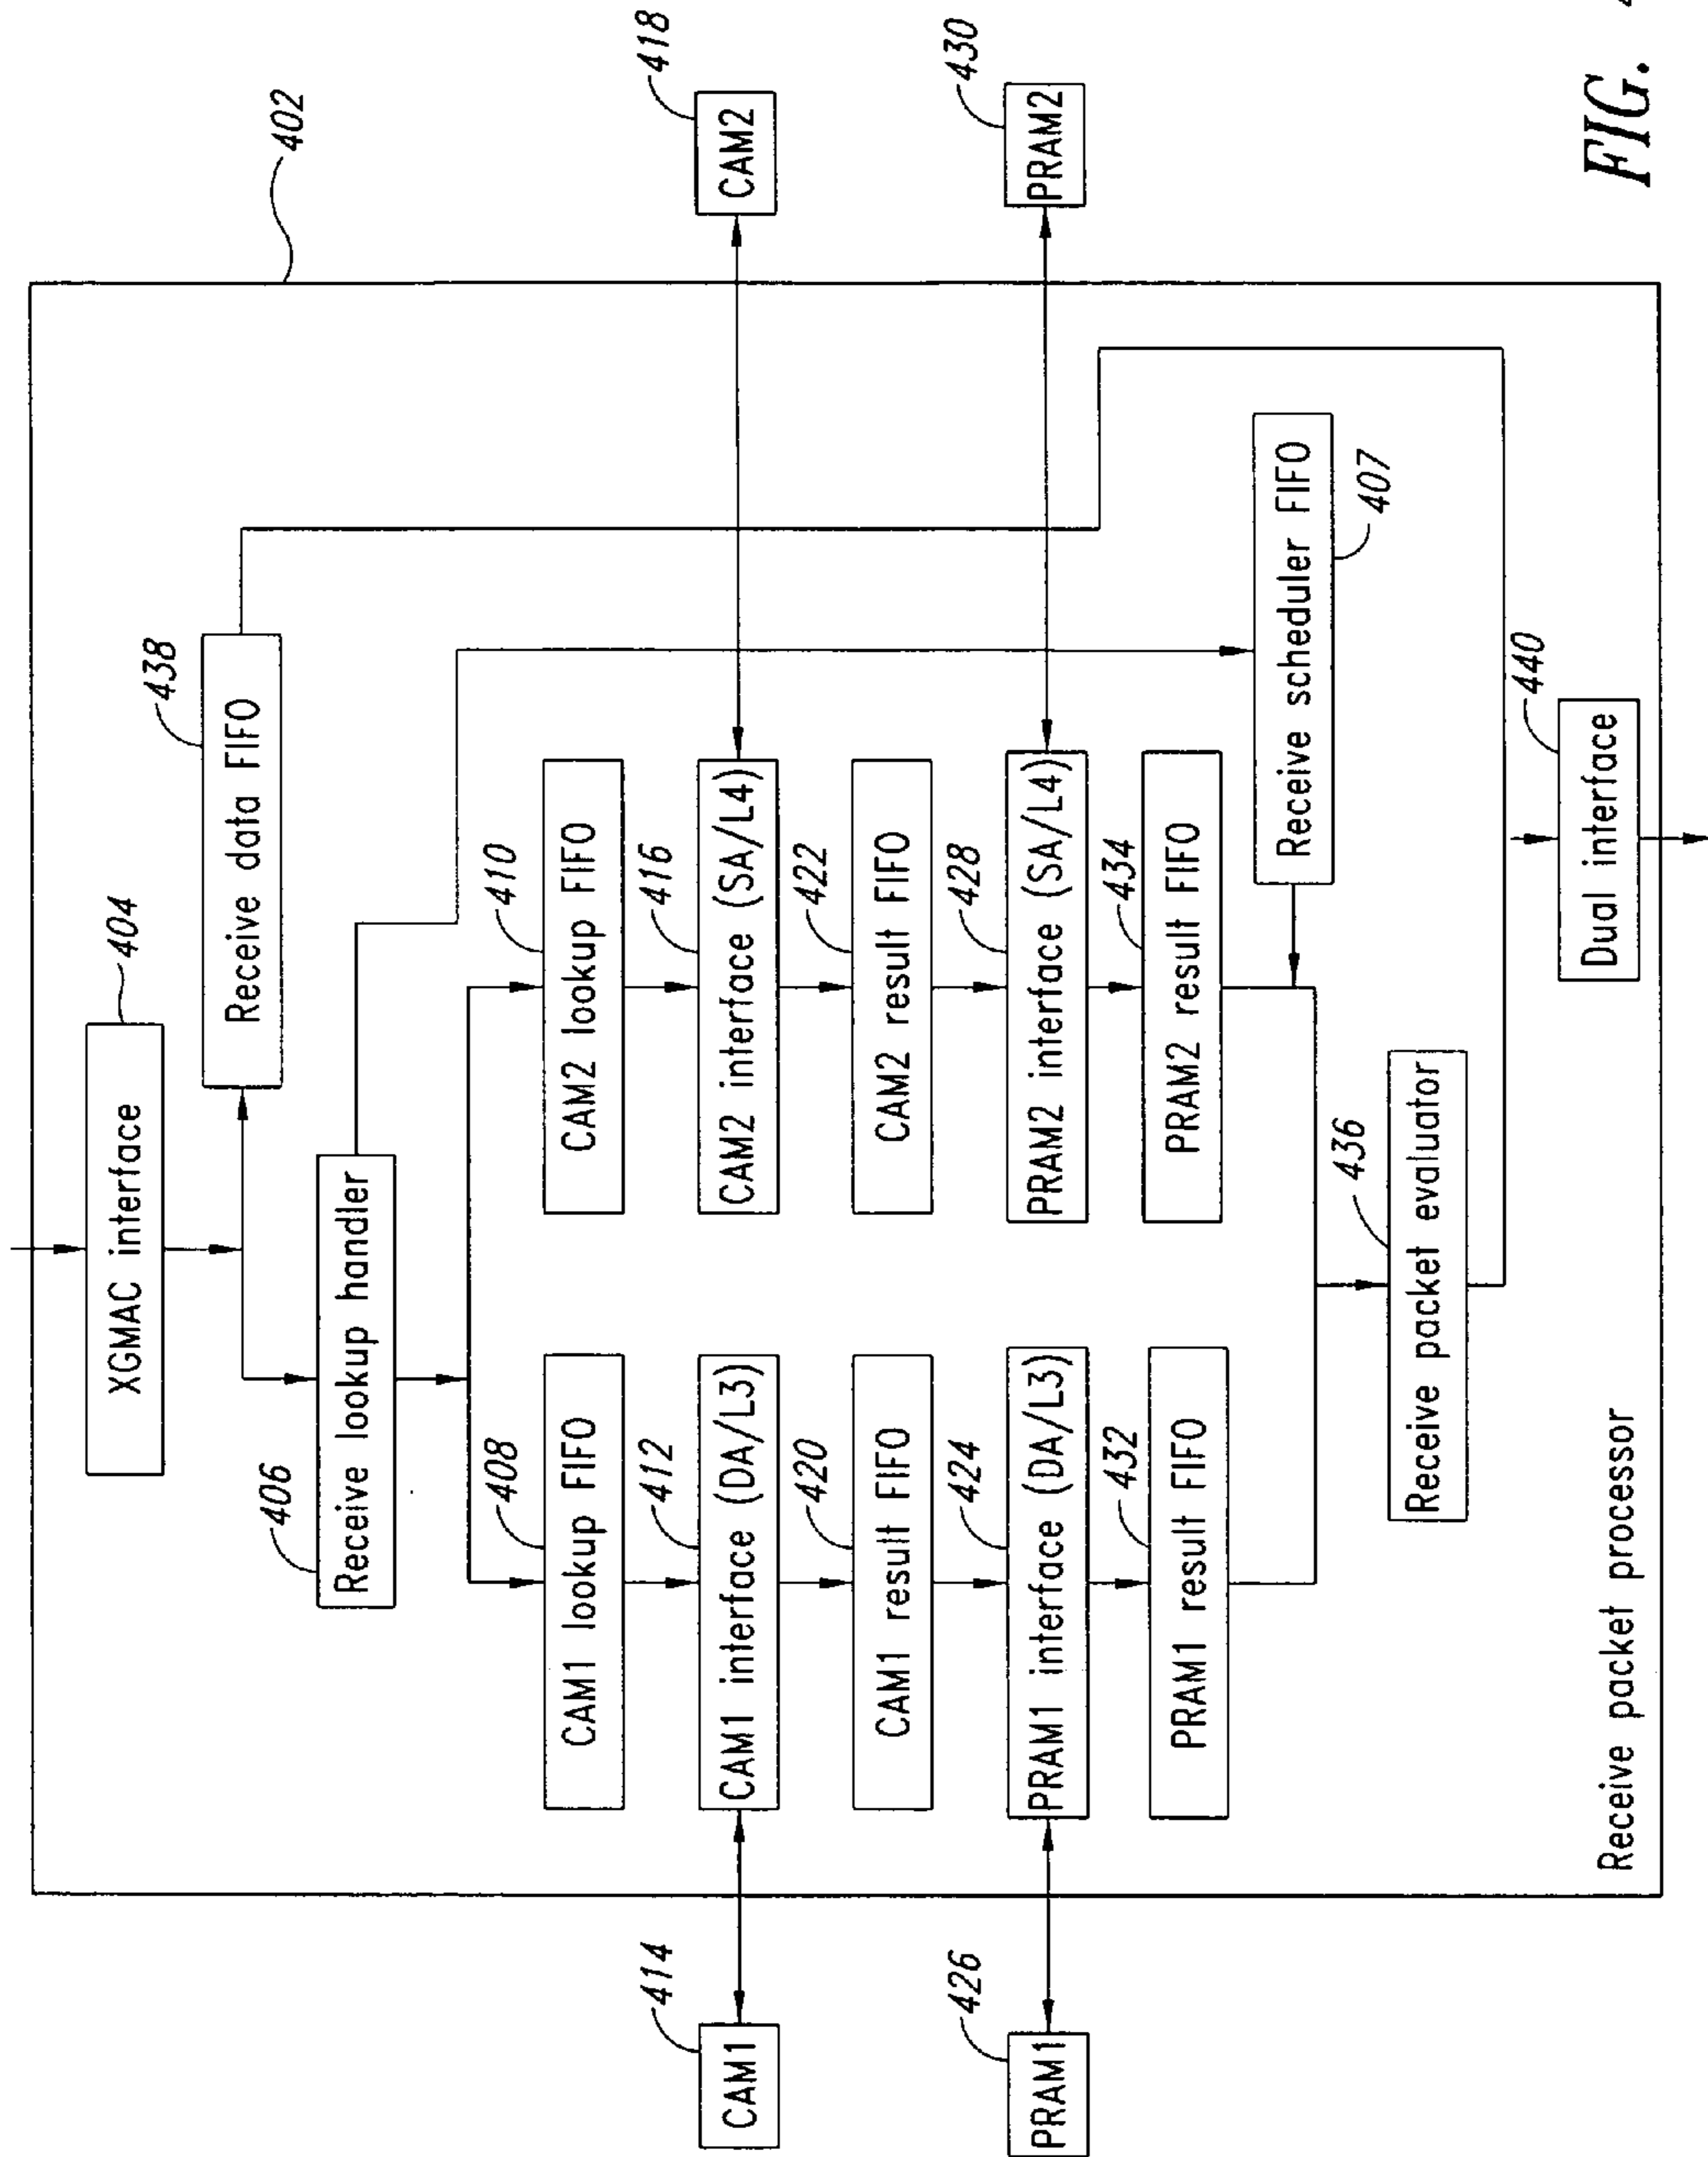 402
XGMAC interface
404
Receive data FIFO
438
406
Receive lookup handler
408
CAM1 lookup FIFO
410
CAM2 lookup FIFO
414
CAM1
412
CAM1 interface (DA/L3)
416
CAM2 interface (SA/L4)
418
CAM2
420
CAM1 result FIFO
422
CAM2 result FIFO
426
PRAM1
424
PRAM1 interface (DA/L3)
428
PRAM2 interface (SA/L4)
430
PRAM2
432
PRAM1 result FIFO
434
PRAM2 result FIFO
Receive scheduler FIFO
407
436
Receive packet evaluator
440
Dual interface
Receive packet processor
FIG.